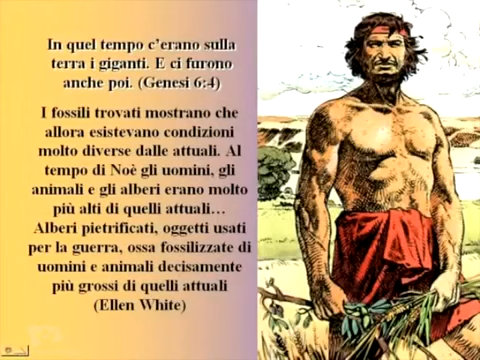 In quel tempo c'erano sulla
terra i giganti. E ci furono
anche poi. (Genesi 6:4)
I fossili trovati mostrano che
allora esistevano condizioni
molto diverse dalle attuali. Al
tempo di Noè gli uomini, gli
animali e gli alberi erano molto
più alti di quelli attuali…
Alberi pietrificati, oggetti usati
per la guerra, ossa fossilizzate di
uomini e animali decisamente
più grossi di quelli attuali
(Ellen White)